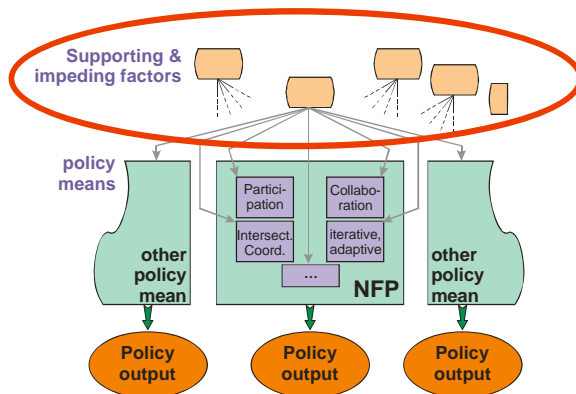 Supporting &
impeding factors
policy
means
Partici-
pation
Collabo-
ration
Intersect.
Coord.
iterative,
adaptive
...
NFP
other
policy
mean
other
policy
mean
Policy
output
Policy
output
Policy
output